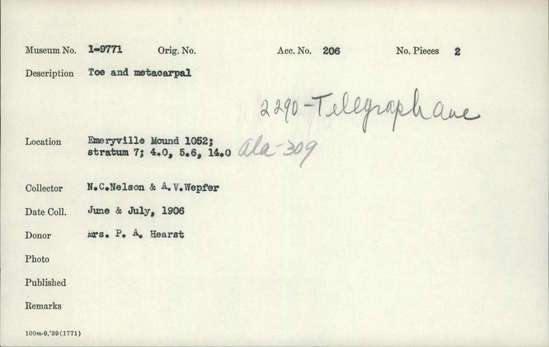 Museum No. 1-9771 Orig. No. Acc. No. 206 No. Pieces 2
Description Toe and metacarpal
2290-Telegraph ave
Location Emeryville Mound 1052;
stratum 7; 4.0, 5.6, 14.0 ala-309
Collector N.C.Nelson & A.V.Wepfer
Date Coll. June & July, 1906
Donor mrs. P. A. Hearst
Photo
Published
Remarks
100m-9,'39(1771)